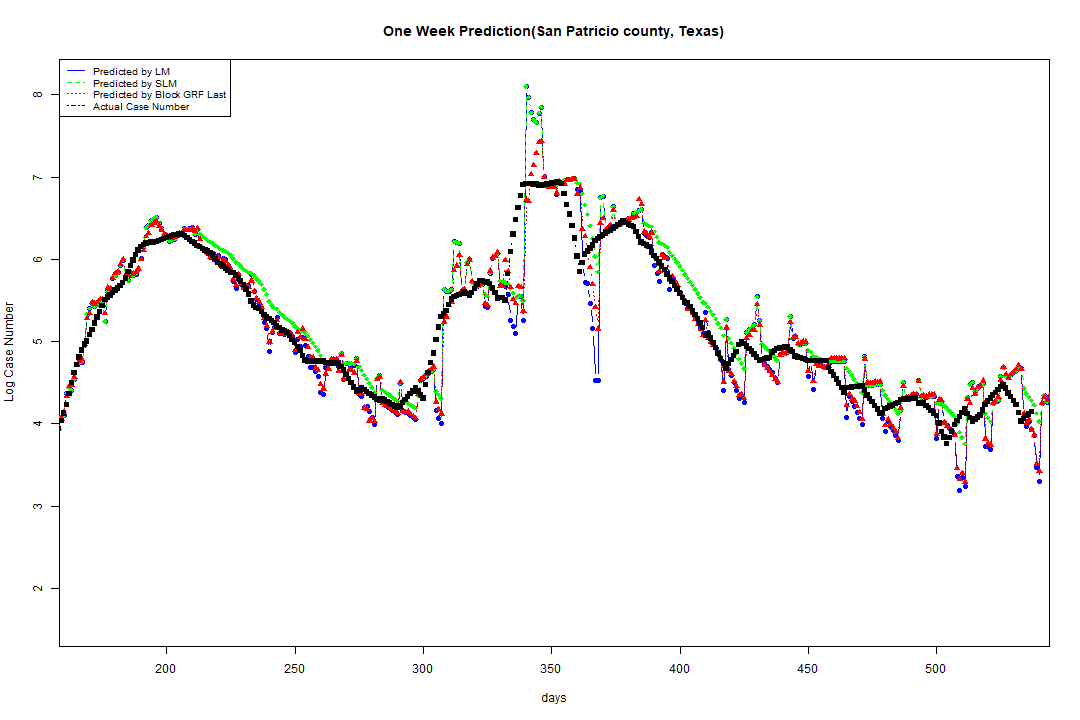 One Week Prediction(San Patricio county, Texas)
Predicted by LM
Predicted by SLM
Predicted by Block GRF Last
Actual Case Number
8
7
6
5
4
3
2
Log Case Number
200 250 300 350 400 450 500
days